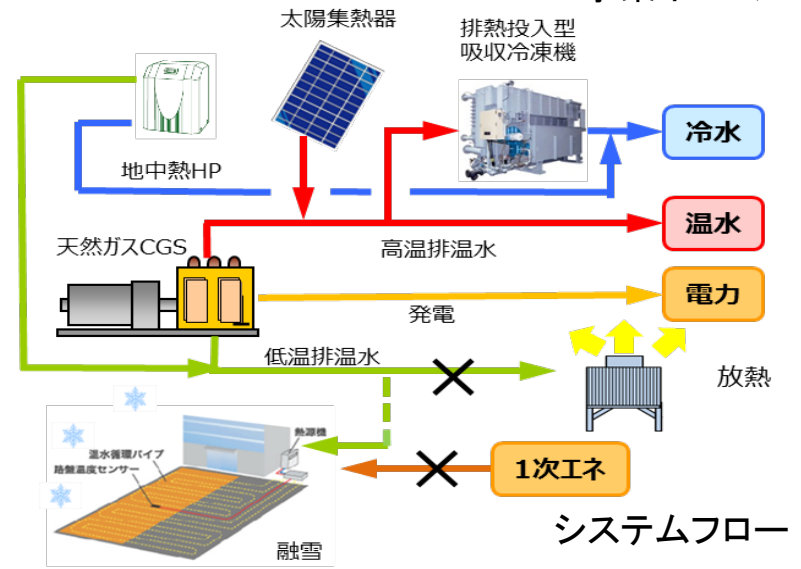 太陽集熱器
排熱投入型
吸収冷凍機
冷水
地中熱HP
温水
天然ガスCGS
高温排温水
電力
発電
低温排温水
放熱
熱源機
温水循環パイプ
路盤温度センサー
1次エネ
システムフロー
融雪